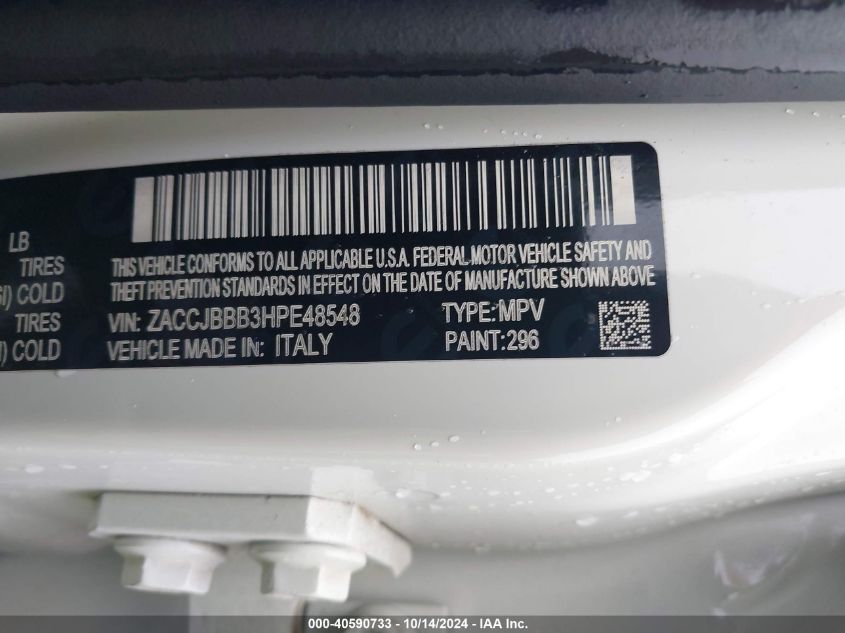 LB
THIS VEHICLE CONFORMS TO ALL APPLICABLE U.S.A. FEDERAL MOTOR VEHICLE SAFETY AND
TIRES
THEFT PREVENTION STANDARDS IN EFFECT ON THE DATE OF MANUFACTURE SHOWN ABOVE
COLD
TIRES
VIN: ZACCJBBB3HPE48548
TYPE: MPV
COLD
VEHICLE MADE IN: ITALY
PAINT:296
000-40590733 - 10/14/2024 - IAA Inc.